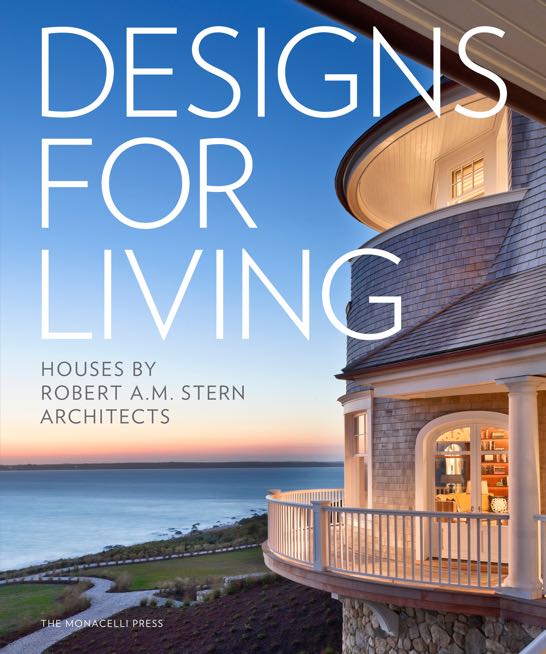 DESIGNS
FOR
LIVING
HOUSES BY
ROBERT A.M. STERN
ARCHITECTS
THE MONACELLI PRESS